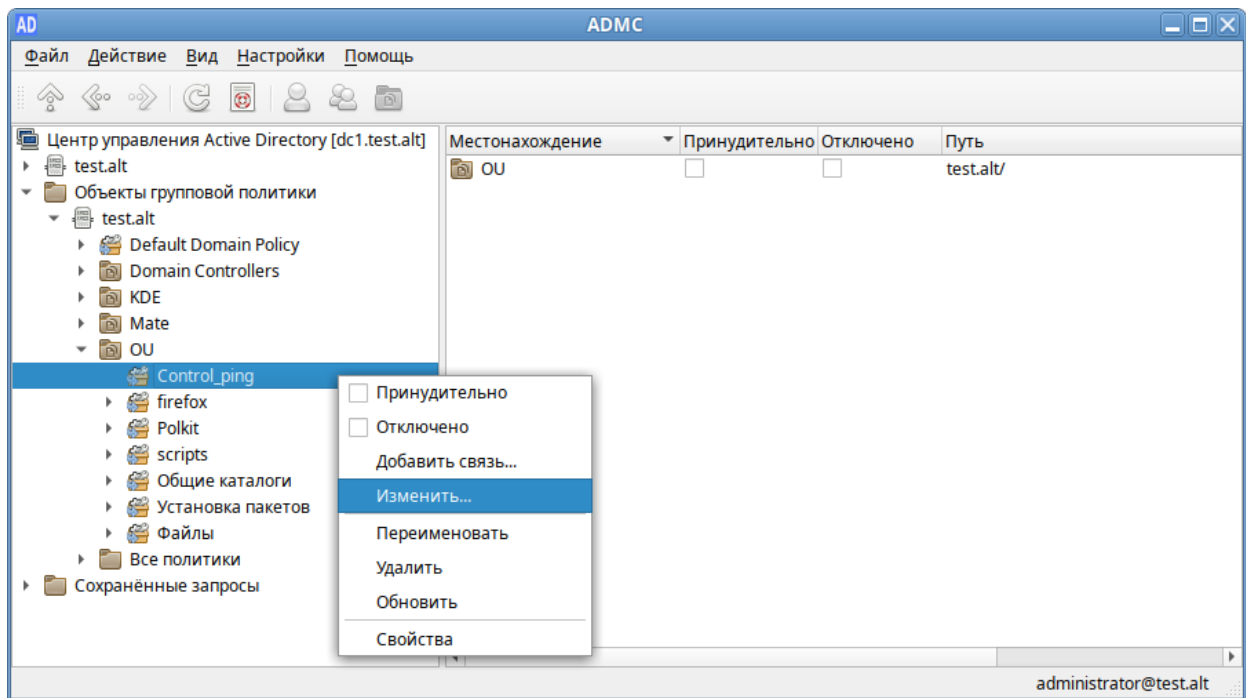 AD ADMC
Файл Действие Вид Настройки Помощь
Центр управления Active Directory [dc1.test.alt]
test.alt
Объекты групповой политики
test.alt
Default Domain Policy
Domain Controllers
KDE
Mate
OU
Control_ping
firefox
Polkit
scripts
Общие каталоги
Установка пакетов
Файлы
Все политики
Сохранённые запросы
Местонахождение Принудительно Отключено Путь
OU test.alt/
Принудительно
Отключено
Добавить связь...
Изменить...
Переименовать
Удалить
Обновить
Свойства
administrator@test.alt